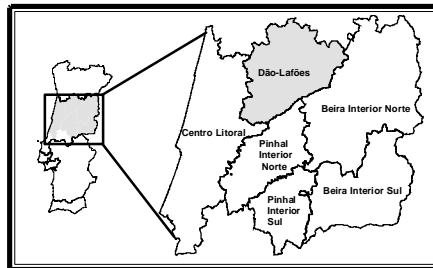 Dão-Lafões
Beira Interior Norte
Centro Litoral
Pinhal
Interior
Norte
Beira Interior Sul
Pinhal
Interior
Sul